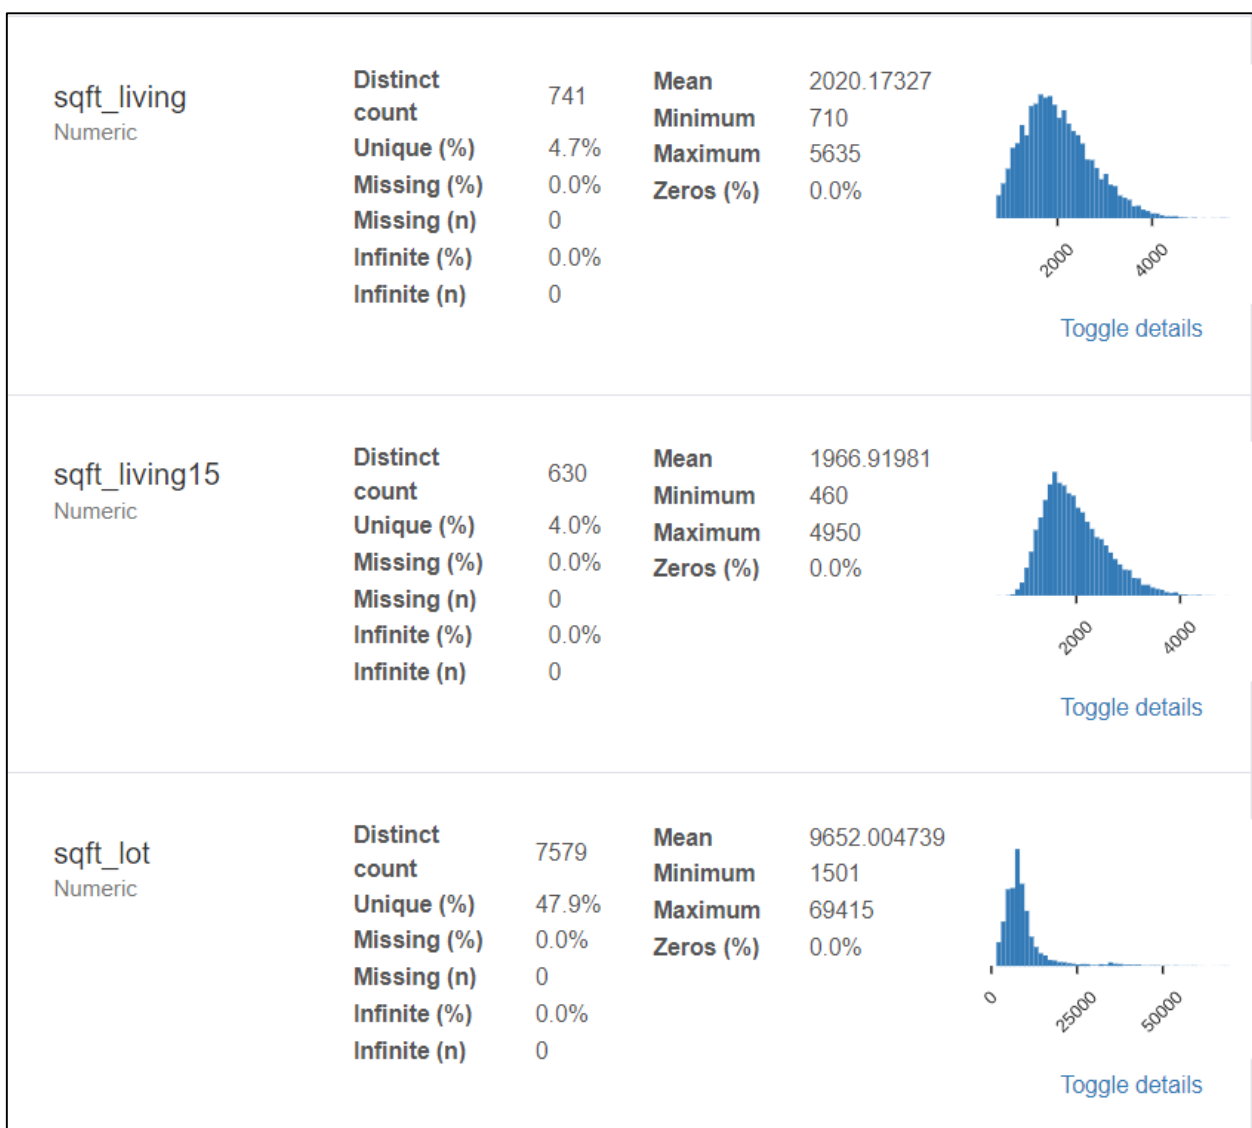 sqft_living
Numeric
Distinct count 741
Unique (%) 4.7%
Missing (%) 0.0%
Missing (n) 0
Infinite (%) 0.0%
Infinite (n) 0
Mean 2020.17327
Minimum 710
Maximum 5635
Zeros (%) 0.0%
2000 4000
Toggle details
sqft_living15
Numeric
Distinct count 630
Unique (%) 4.0%
Missing (%) 0.0%
Missing (n) 0
Infinite (%) 0.0%
Infinite (n) 0
Mean 1966.91981
Minimum 460
Maximum 4950
Zeros (%) 0.0%
2000 4000
Toggle details
sqft_lot
Numeric
Distinct count 7579
Unique (%) 47.9%
Missing (%) 0.0%
Missing (n) 0
Infinite (%) 0.0%
Infinite (n) 0
Mean 9652.004739
Minimum 1501
Maximum 69415
Zeros (%) 0.0%
0 25000 50000
Toggle details